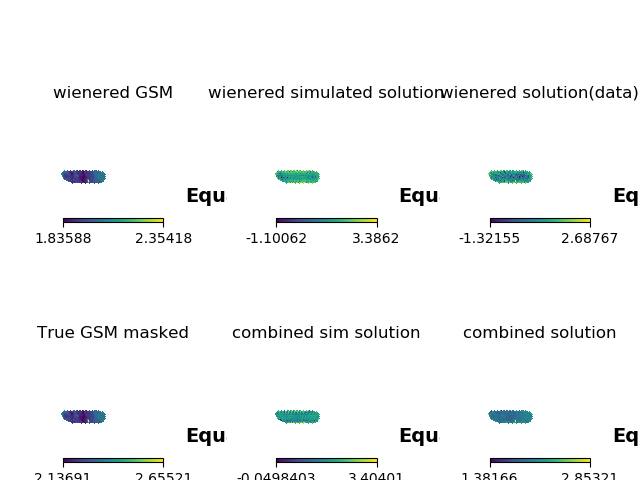 wienered GSM
wienered simulated solution
wienered solution(data)
Equ
Equ
Eq
1.83588 2.35418
-1.10062 3.3862
-1.32155 2.68767
True GSM masked
combined sim solution
combined solution
Equ
Equ
Eq
2.13691 2.65521
-0.0498403 3.40401
1.38166 2.85321